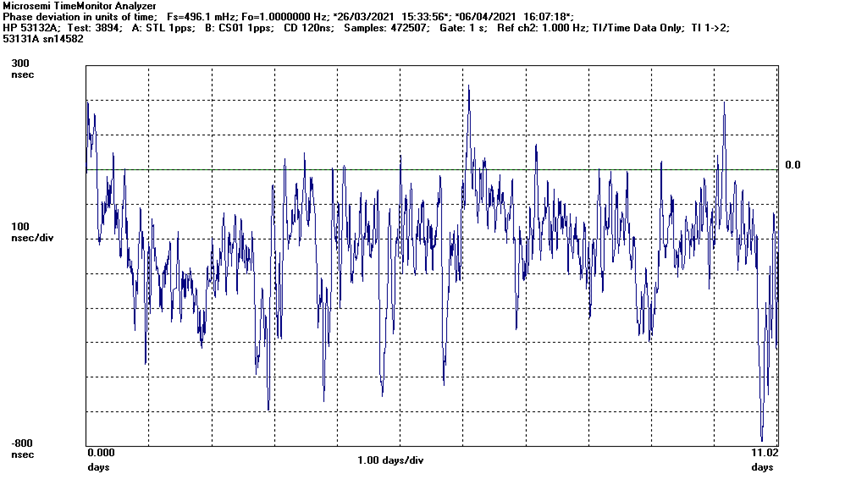 Microsemi TimeMonitor Analyzer
Phase deviation in units of time; Fs=496.1 mHz; Fo=1.0000000 Hz; *26/03/2021 15:33:56*; *06/04/2021 16:07:18*;
HP 53132A; Test: 3894; A: STL 1pps; B: CS01 1pps; CD 120ns; Samples: 472507; Gate: 1 s; Ref ch2: 1.000 Hz; TI/Time Data Only; TI 1->2;
53131A sn14582
300
nsec
0.0
100
nsec/div
-800
nsec
0.000
days
1.00 days/div
11.02
days